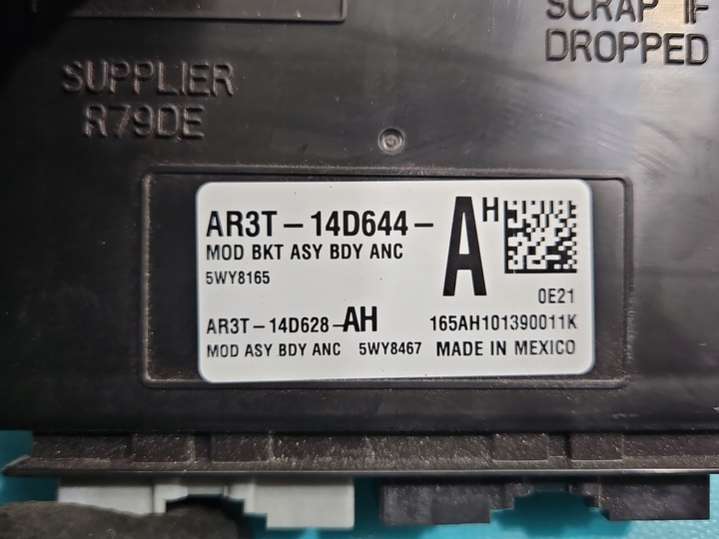 SCRAP IF
DROPPED
SUPPLIER
R79DE
AR3T-14D644-AH
MOD BKT ASY BDY ANC
5WY8165
0E21
AR3T-14D628-AH 165AH101390011K
MOD ASY BDY ANC 5WY8467 MADE IN MEXICO